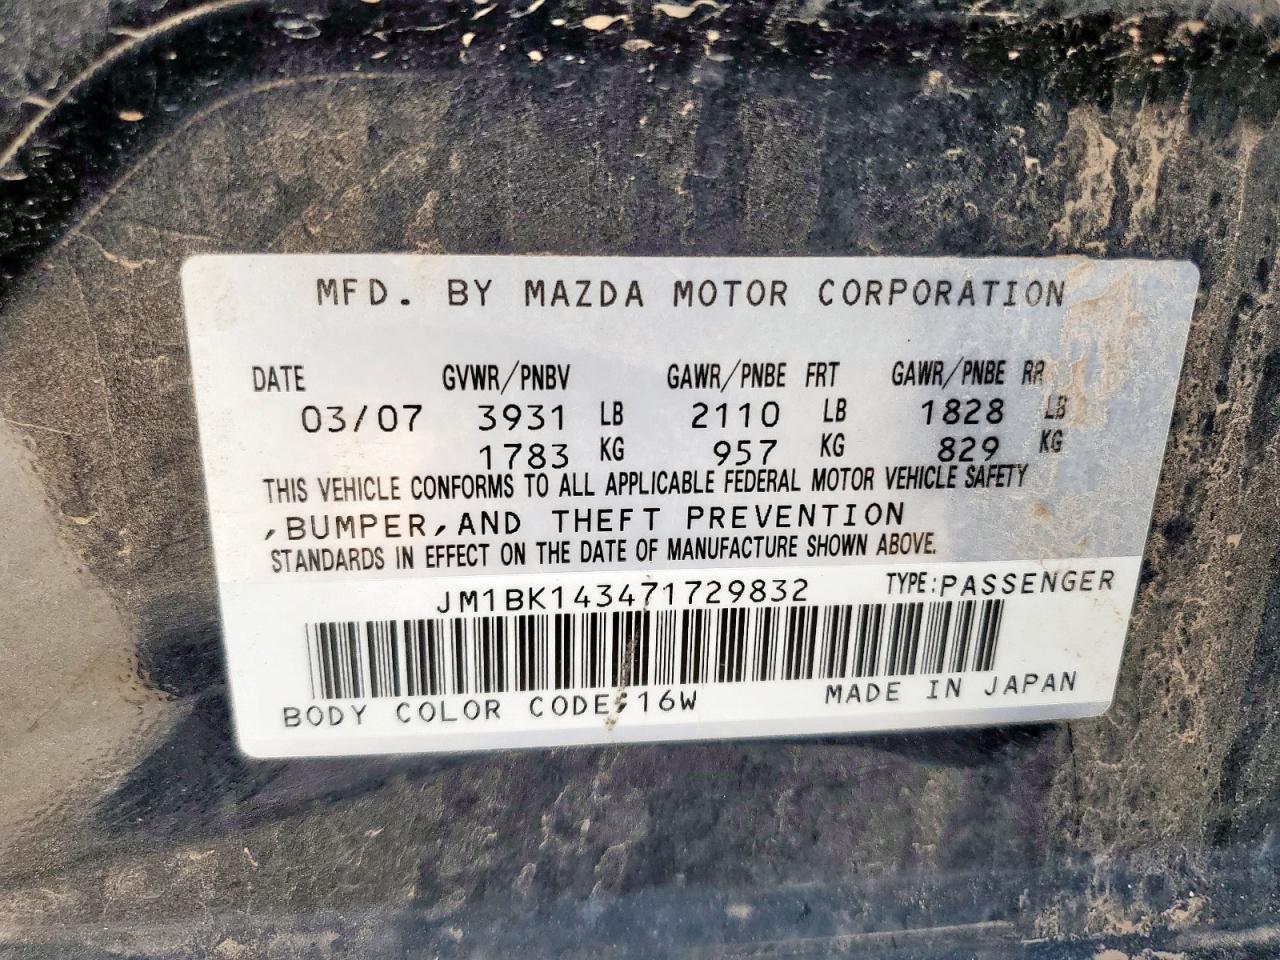 MFD. BY MAZDA MOTOR CORPORATION
DATE GVWR/PNBV GAWR/PNBE FRT GAWR/PNBE RR
03/07 3931 LB 2110 LB 1828 LB
1783 KG 957 KG 829 KG
THIS VEHICLE CONFORMS TO ALL APPLICABLE FEDERAL MOTOR VEHICLE SAFETY
,BUMPER,AND THEFT PREVENTION
STANDARDS IN EFFECT ON THE DATE OF MANUFACTURE SHOWN ABOVE.
JM1BK143471729832 TYPE:PASSENGER
BODY COLOR CODE:16W MADE IN JAPAN